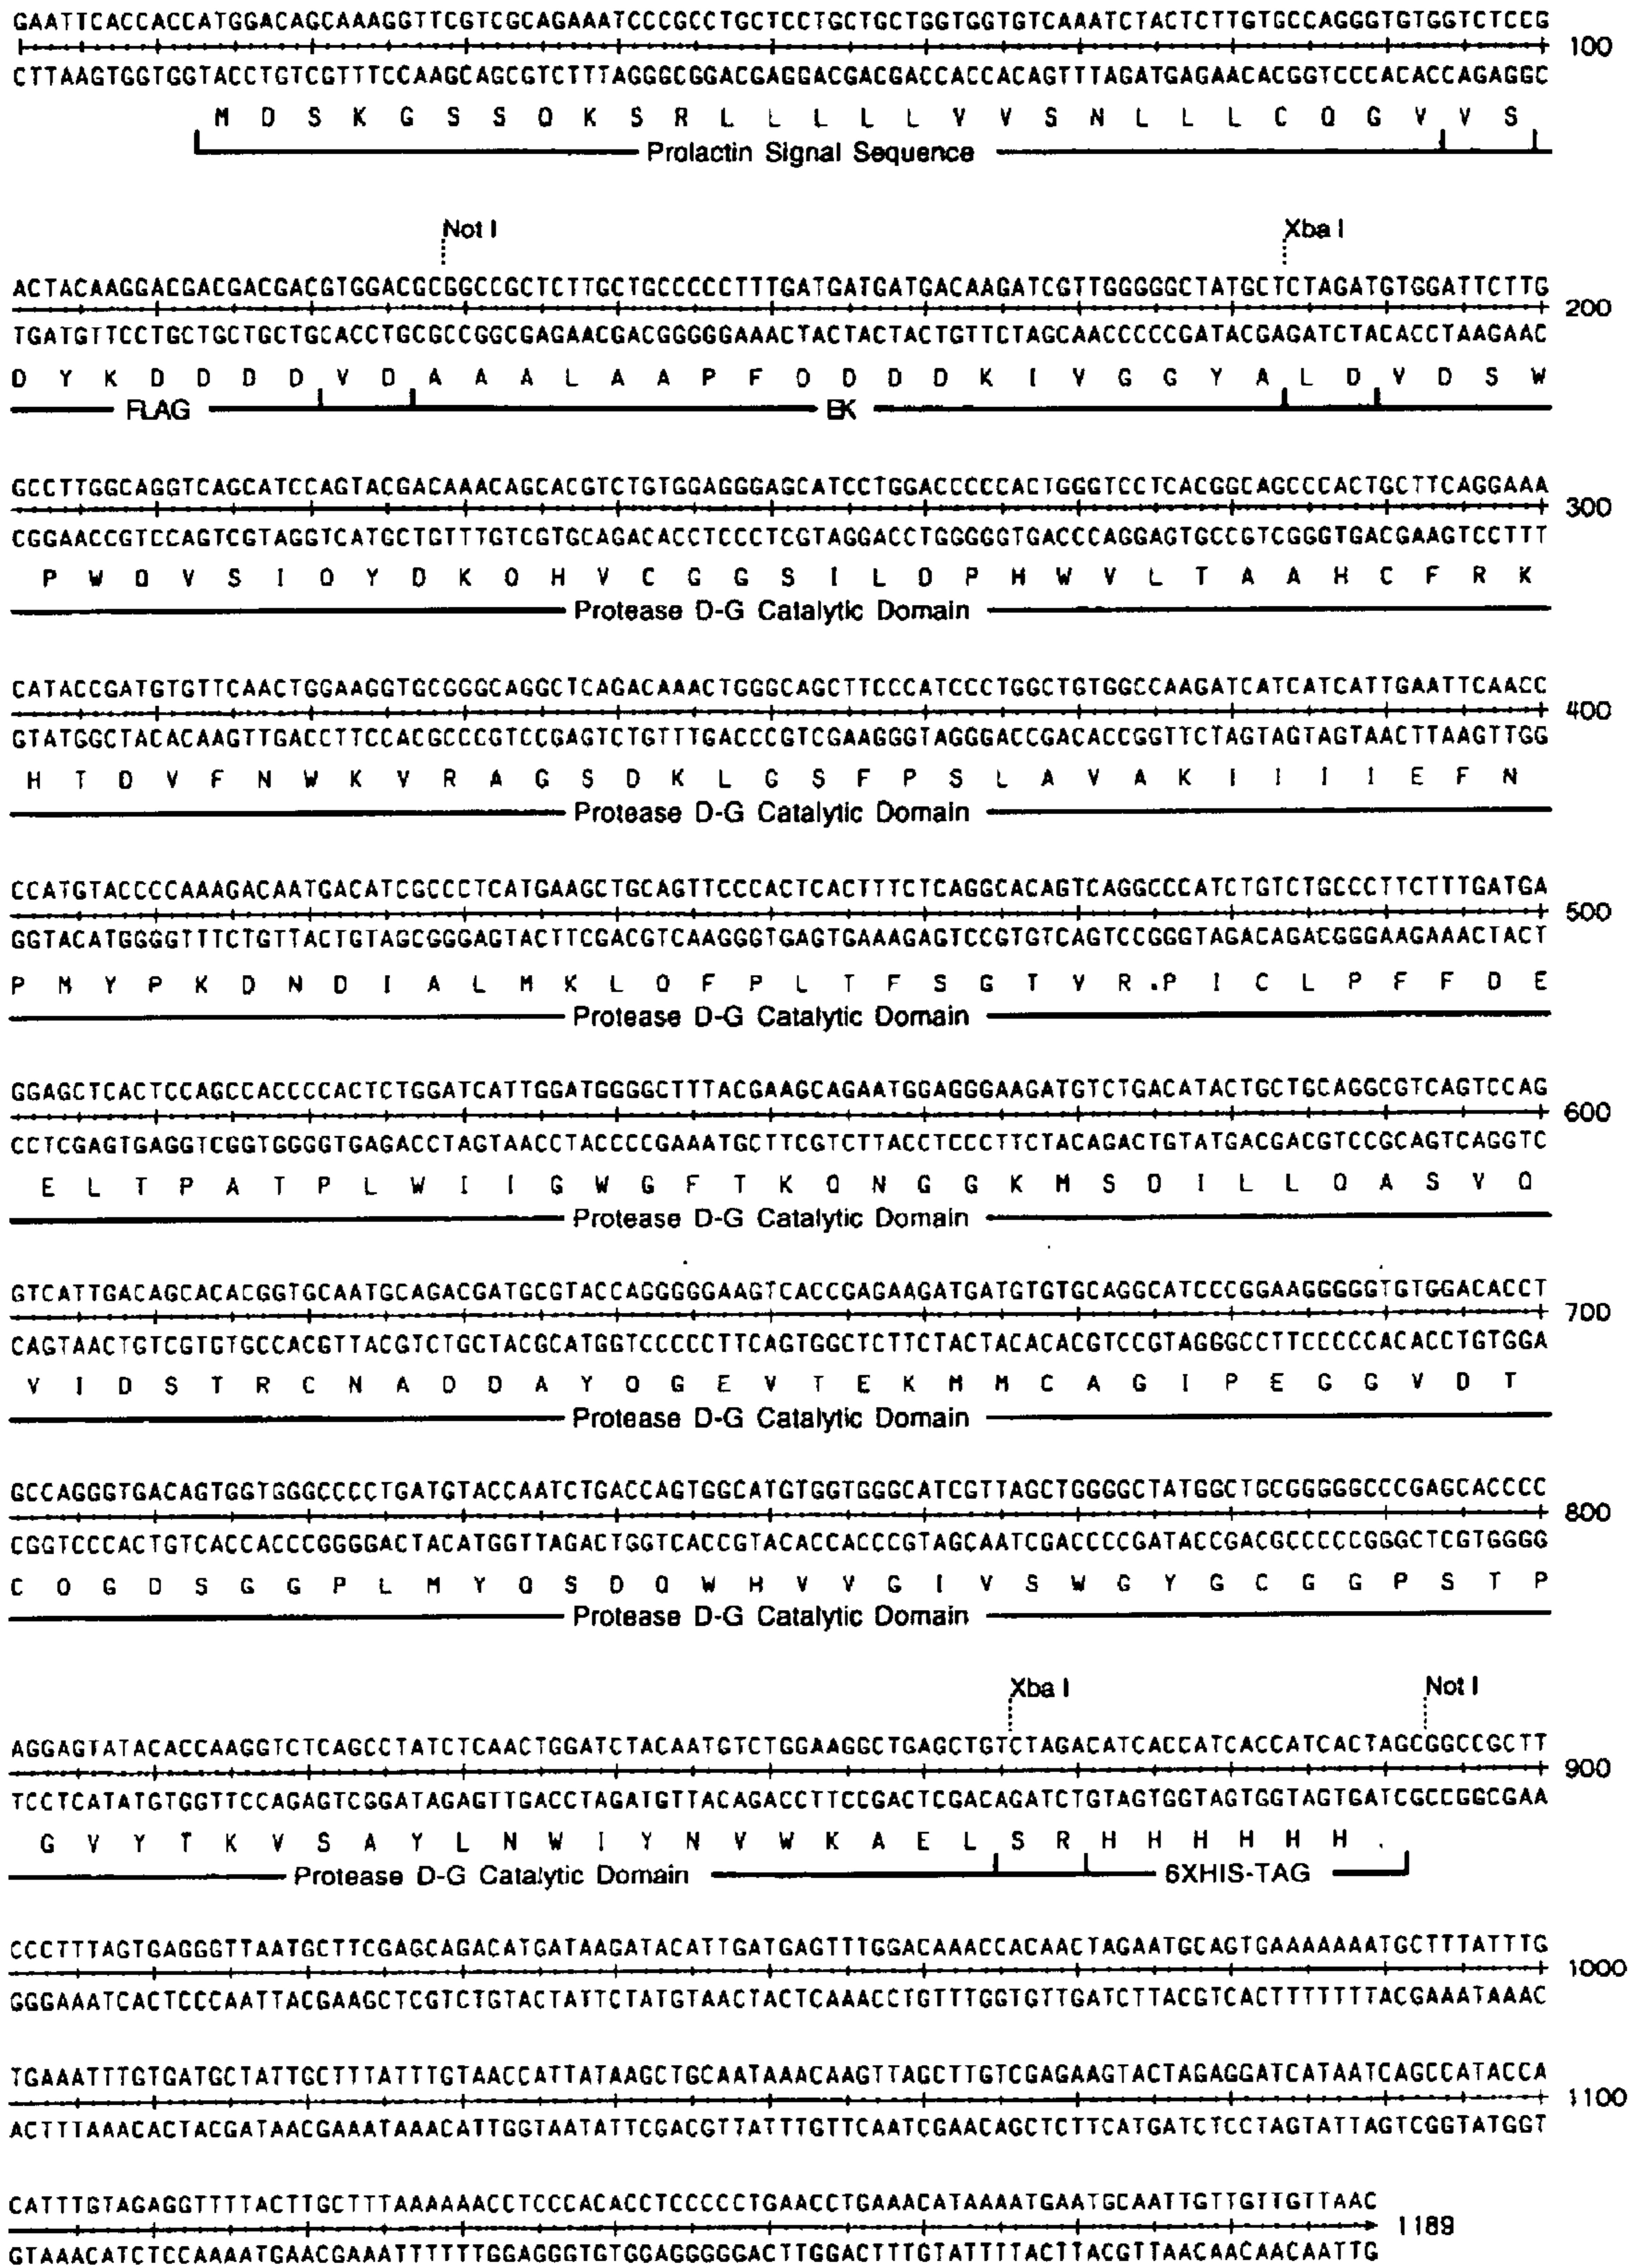 GAATTCACCACCATGGACAGCAAAGGTTCGTCGCAGAAATCCCGCCTGCTCCTGCTGCTGGTGGTGTCAAATCTACTCTTGTGCCAGGGTGTGGTCTCCG
100
CTTAAGTGGTGGTACCTGTCGTTTCCAAGCAGCGTCTTTAGGGCGGACGAGGACGACGACCACCACAGTTTAGATGAGAACACGGTCCCACACCAGAGGC
M D S K G S S Q K S R L L L L L V V S N L L L C Q G V V S
Prolactin Signal Sequence
Not I Xba I
ACTACAAGGACGACGACGACGTGGACGCGGCCGCTCTTGCTGCCCCCTTTGATGATGATGACAAGATCGTTGGGGGCTATGCTCTAGATGTGGATTCTTG
200
TGATGTTCCTGCTGCTGCTGCACCTGCGCCGGCGAGAACGACGGGGGAAACTACTACTACTGTTCTAGCAACCCCCGATACGAGATCTACACCTAAGAAC
D Y K D D D D V D A A A L A A P F D D D D K I V G G Y A L D V D S W
FLAG EK
GCCTTGGCAGGTCAGCATCCAGTACGACAAACAGCACGTCTGTGGAGGGAGCATCCTGGACCCCCACTGGGTCCTCACGGCAGCCCACTGCTTCAGGAAA
300
CGGAACCGTCCAGTCGTAGGTCATGCTGTTTGTCGTGCAGACACCTCCCTCGTAGGACCTGGGGGTGACCCAGGAGTGCCGTCGGGTGACGAAGTCCTTT
P W Q V S I Q Y D K Q H V C G G S I L D P H W V L T A A H C F R K
Protease D-G Catalytic Domain
CATACCGATGTGTTCAACTGGAAGGTGCGGGCAGGCTCAGACAAACTGGGCAGCTTCCCATCCCTGGCTGTGGCCAAGATCATCATCATTGAATTCAACC
400
GTATGGCTACACAAGTTGACCTTCCACGCCCGTCCGAGTCTGTTTGACCCGTCGAAGGGTAGGGACCGACACCGGTTCTAGTAGTAGTAACTTAAGTTGG
H T D V F N W K V R A G S D K L G S F P S L A V A K I I I I E F N
Protease D-G Catalytic Domain
CCATGTACCCCAAAGACAATGACATCGCCCTCATGAAGCTGCAGTTCCCACTCACTTTCTCAGGCACAGTCAGGCCCATCTGTCTGCCCTTCTTTGATGA
500
GGTACATGGGGTTTCTGTTACTGTAGCGGGAGTACTTCGACGTCAAGGGTGAGTGAAAGAGTCCGTGTCAGTCCGGGTAGACAGACGGGAAGAAACTACT
P M Y P K D N D I A L M K L Q F P L T F S G T V R P I C L P F F D E
Protease D-G Catalytic Domain
GGAGCTCACTCCAGCCACCCCACTCTGGATCATTGGATGGGGCTTTACGAAGCAGAATGGAGGGAAGATGTCTGACATACTGCTGCAGGCGTCAGTCCAG
600
CCTCGAGTGAGGTCGGTGGGGTGAGACCTAGTAACCTACCCCGAAATGCTTCGTCTTACCTCCCTTCTACAGACTGTATGACGACGTCCGCAGTCAGGTC
E L T P A T P L W I I G W G F T K Q N G G K M S D I L L Q A S V Q
Protease D-G Catalytic Domain
GTCATTGACAGCACACGGTGCAATGCAGACGATGCGTACCAGGGGGAAGTCACCGAGAAGATGATGTGTGCAGGCATCCCGGAAGGGGGTGTGGACACCT
700
CAGTAACTGTCGTGTGCCACGTTACGTCTGCTACGCATGGTCCCCCTTCAGTGGCTCTTCTACTACACACGTCCGTAGGGCCTTCCCCCACACCTGTGGA
V I D S T R C N A D D A Y Q G E V T E K M M C A G I P E G G V D T
Protease D-G Catalytic Domain
GCCAGGGTGACAGTGGTGGGCCCCTGATGTACCAATCTGACCAGTGGCATGTGGTGGGCATCGTTAGCTGGGGCTATGGCTGCGGGGGCCCGAGCACCCC
800
CGGTCCCACTGTCACCACCCGGGGACTACATGGTTAGACTGGTCACCGTACACCACCCGTAGCAATCGACCCCGATACCGACGCCCCCGGGCTCGTGGGG
C Q G D S G G P L M Y Q S D Q W H V V G I V S W G Y G C G G P S T P
Protease D-G Catalytic Domain
Xba I Not I
AGGAGTATACACCAAGGTCTCAGCCTATCTCAACTGGATCTACAATGTCTGGAAGGCTGAGCTGTCTAGACATCACCATCACCATCACTAGCGGCCGCTT
900
TCCTCATATGTGGTTCCAGAGTCGGATAGAGTTGACCTAGATGTTACAGACCTTCCGACTCGACAGATCTGTAGTGGTAGTGGTAGTGATCGCCGGCGAA
G V Y T K V S A Y L N W I Y N V W K A E L S R H H H H H H .
Protease D-G Catalytic Domain 6XHIS-TAG
CCCTTTAGTGAGGGTTAATGCTTCGAGCAGACATGATAAGATACATTGATGAGTTTGGACAAACCACAACTAGAATGCAGTGAAAAAAATGCTTTATTTG
1000
GGGAAATCACTCCCAATTACGAAGCTCGTCTGTACTATTCTATGTAACTACTCAAACCTGTTTGGTGTTGATCTTACGTCACTTTTTTTACGAAATAAAC
TGAAATTTGTGATGCTATTGCTTTATTTGTAACCATTATAAGCTGCAATAAACAAGTTAGCTTGTCGAGAAGTACTAGAGGATCATAATCAGCCATACCA
1100
ACTTTAAACACTACGATAACGAAATAAACATTGGTAATATTCGACGTTATTTGTTCAATCGAACAGCTCTTCATGATCTCCTAGTATTAGTCGGTATGGT
CATTTGTAGAGGTTTTACTTGCTTTAAAAAACCTCCCACACCTCCCCCTGAACCTGAAACATAAAATGAATGCAATTGTTGTTGTTAAC
1189
GTAAACATCTCCAAAATGAACGAAATTTTTTGGAGGGTGTGGAGGGGGACTTGGACTTTGTATTTTACTTACGTTAACAACAACAATTG